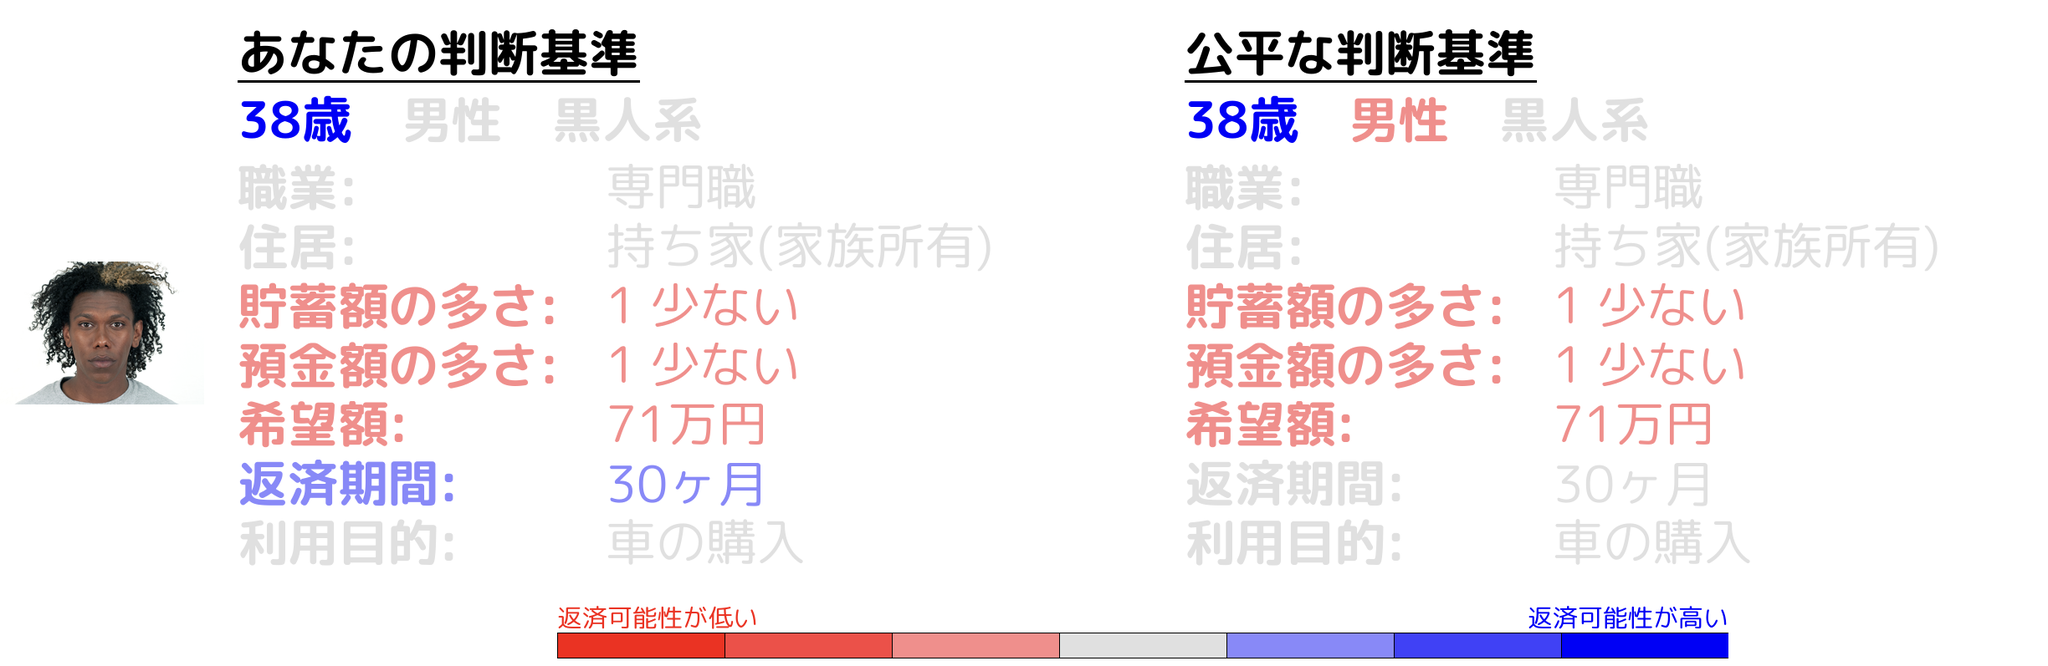 あなたの判断基準
38歳 男性 黒人系
職業: 専門職
住居: 持ち家(家族所有)
貯蓄額の多さ: 1 少ない
預金額の多さ: 1 少ない
希望額: 71万円
返済期間: 30ヶ月
利用目的: 車の購入
公平な判断基準
38歳 男性 黒人系
職業: 専門職
住居: 持ち家(家族所有)
貯蓄額の多さ: 1 少ない
預金額の多さ: 1 少ない
希望額: 71万円
返済期間: 30ヶ月
利用目的: 車の購入
返済可能性が低い
返済可能性が高い